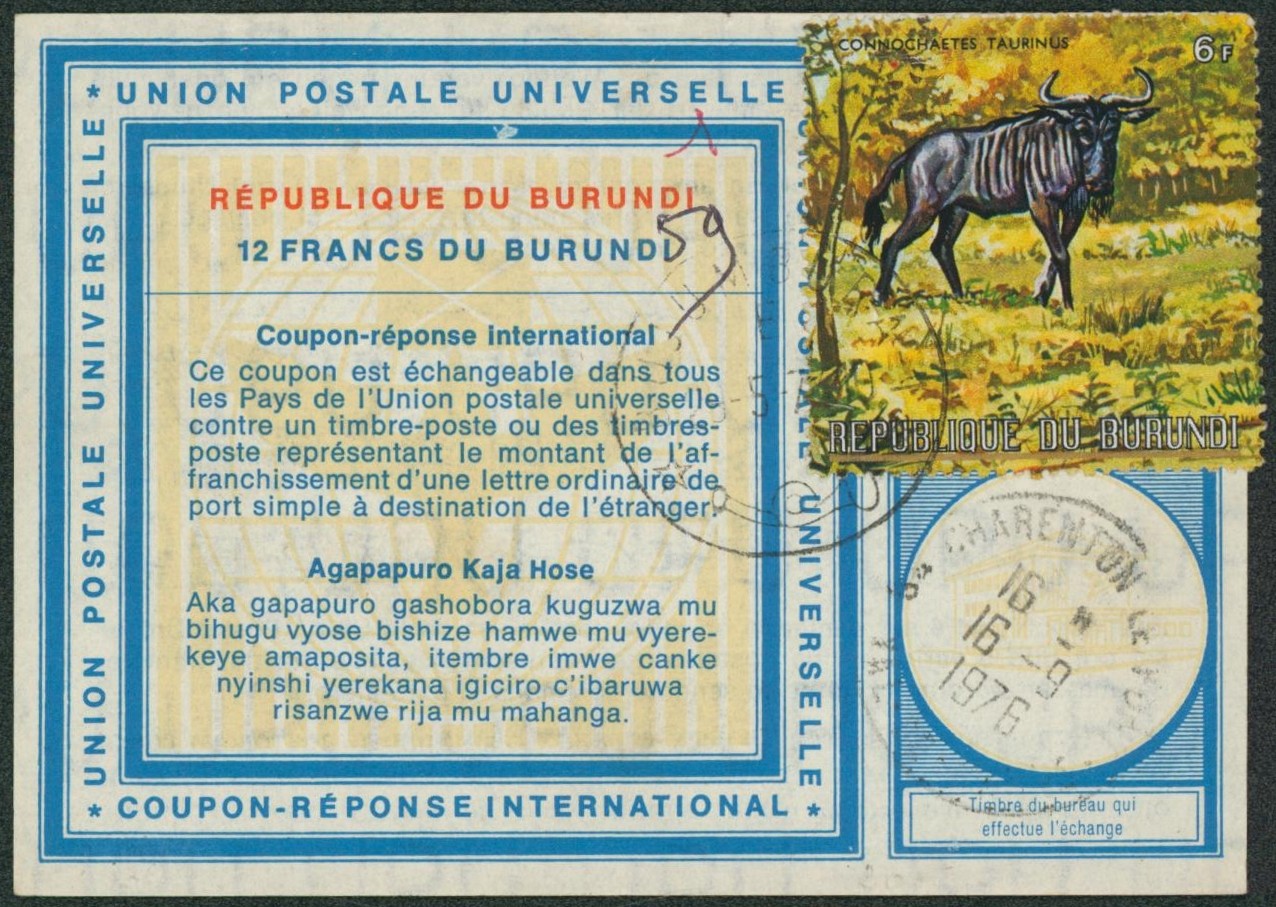 * UNION POSTALE UNIVERSELLE
UNION POSTALE UNIVERSELLE
CONNOCHAETES TAURINUS
6F
REPUBLIQUE DU BURUNDI
RÉPUBLIQUE DU BURUNDI
12 FRANCS DU BURUNDI
59
Coupon-réponse international
Ce coupon est échangeable dans tous
les Pays de l'Union postale universelle
contre un timbre-poste ou des timbres-
poste représentant le montant de l'af-
franchissement d'une lettre ordinaire de
port simple à destination de l'étranger.
Agapapuro Kaja Hose
Aka gapapuro gashobora kuguzwa mu
bihugu vyose bishize hamwe mu vyere-
keye amaposita, itembre imwe canke
nyinshi yerekana igiciro c'ibaruwa
risanzwe rija mu mahanga.
UNIVERSELLE
* COUPON-RÉPONSE INTERNATIONAL *
CHARENTON LE
16 *
16 -9
1976
Timbre du bureau qui
effectue l'échange